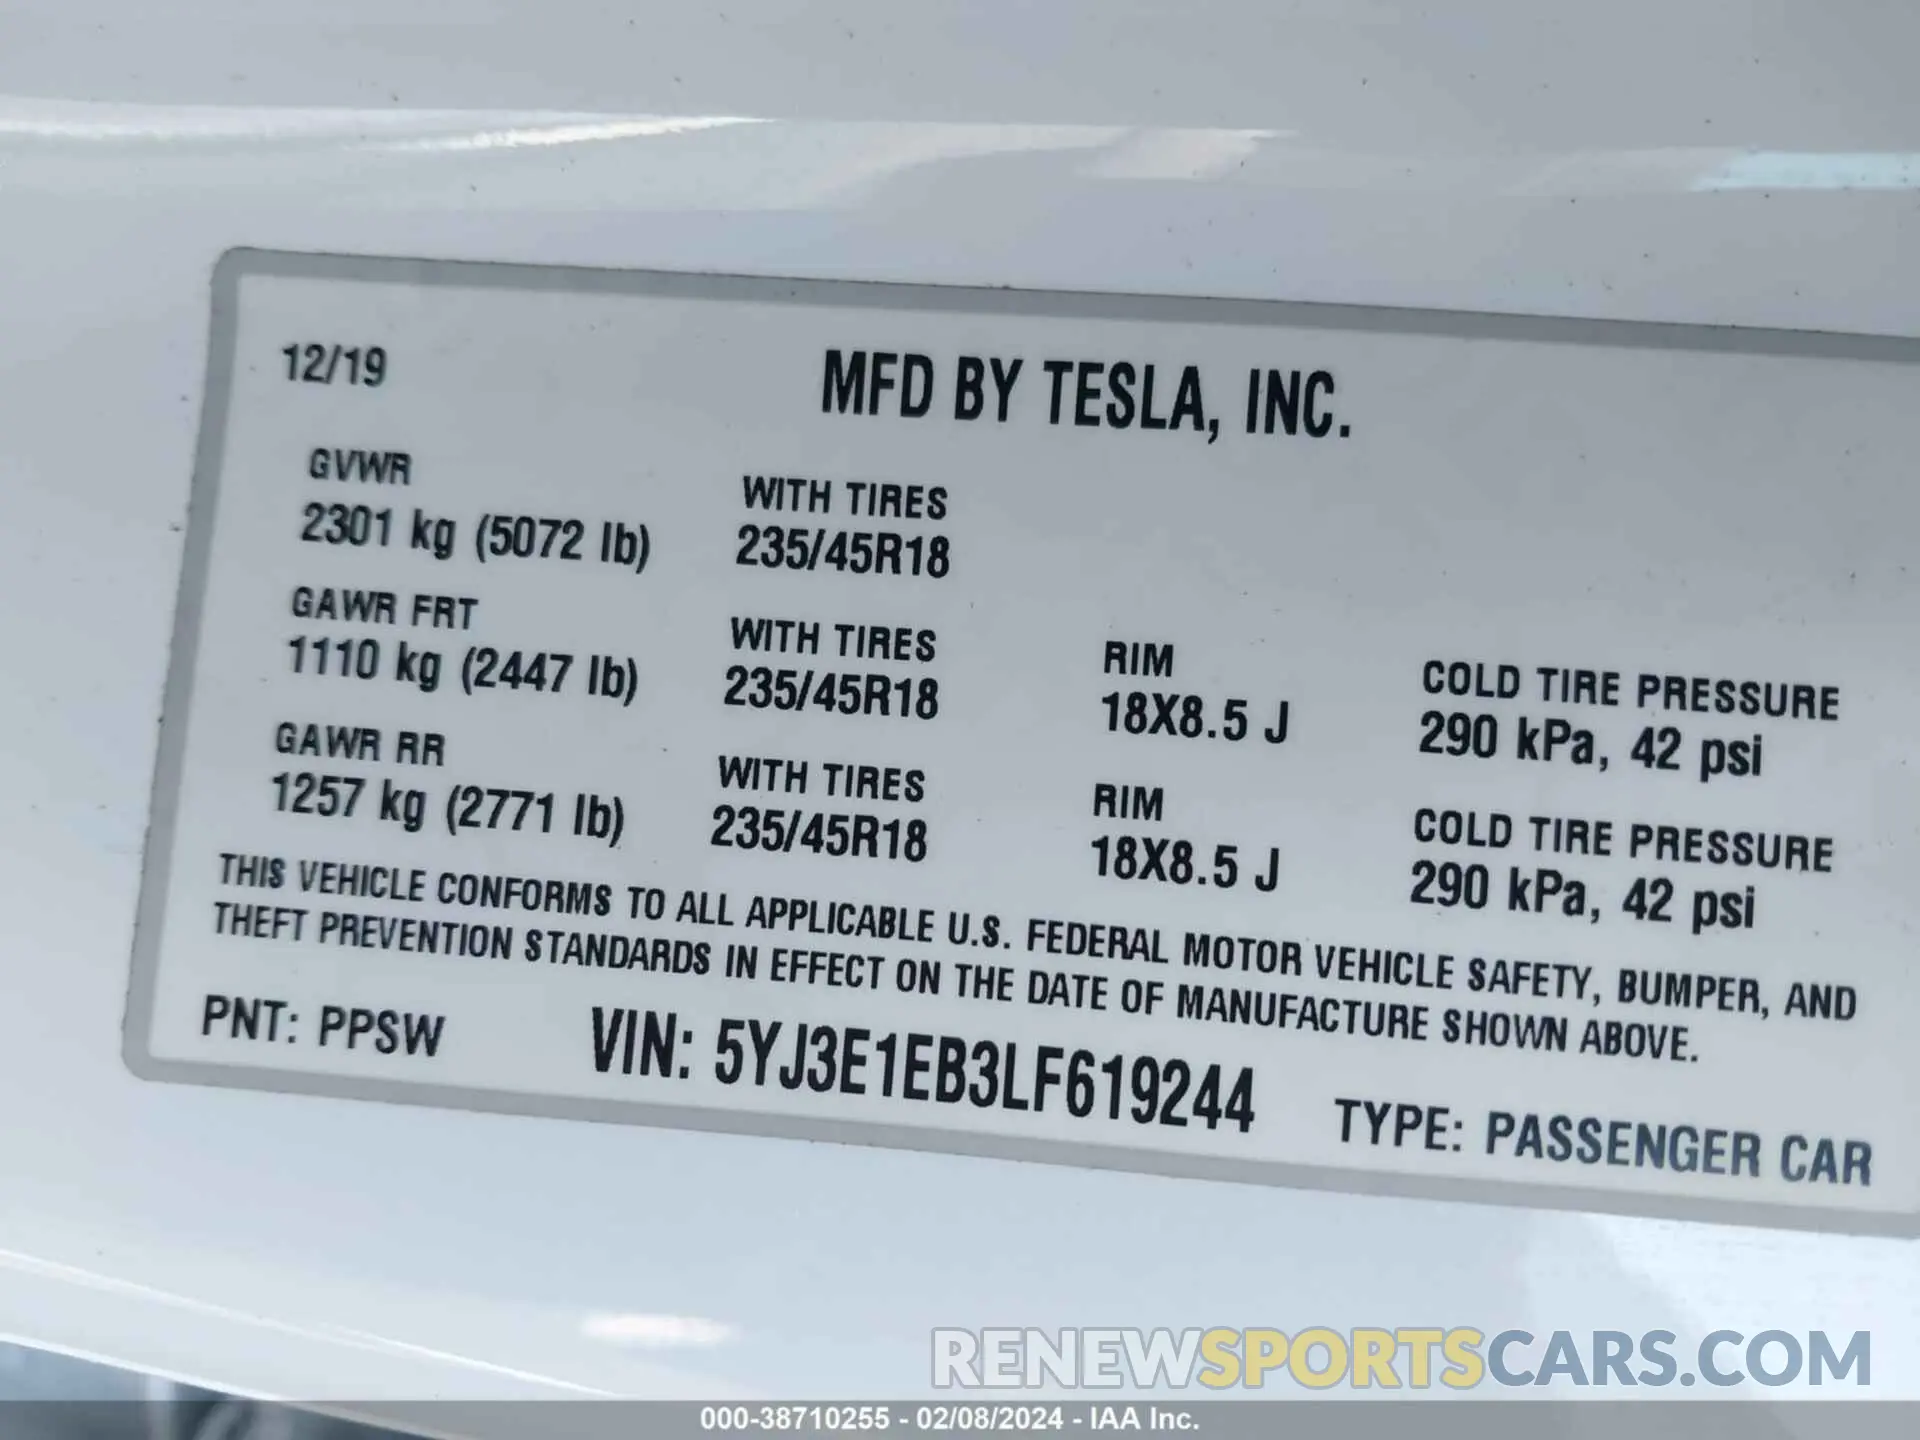 12/19 MFD BY TESLA, INC.
GVWR WITH TIRES
2301 kg (5072 lb) 235/45R18
GAWR FRT WITH TIRES RIM COLD TIRE PRESSURE
1110 kg (2447 lb) 235/45R18 18X8.5 J 290 kPa, 42 psi
GAWR RR WITH TIRES RIM COLD TIRE PRESSURE
1257 kg (2771 lb) 235/45R18 18X8.5 J 290 kPa, 42 psi
THIS VEHICLE CONFORMS TO ALL APPLICABLE U.S. FEDERAL MOTOR VEHICLE SAFETY, BUMPER, AND
THEFT PREVENTION STANDARDS IN EFFECT ON THE DATE OF MANUFACTURE SHOWN ABOVE.
PNT: PPSW VIN: 5YJ3E1EB3LF619244 TYPE: PASSENGER CAR
RENEWSPORTSCARS.COM
000-38710255 - 02/08/2024 - IAA Inc.